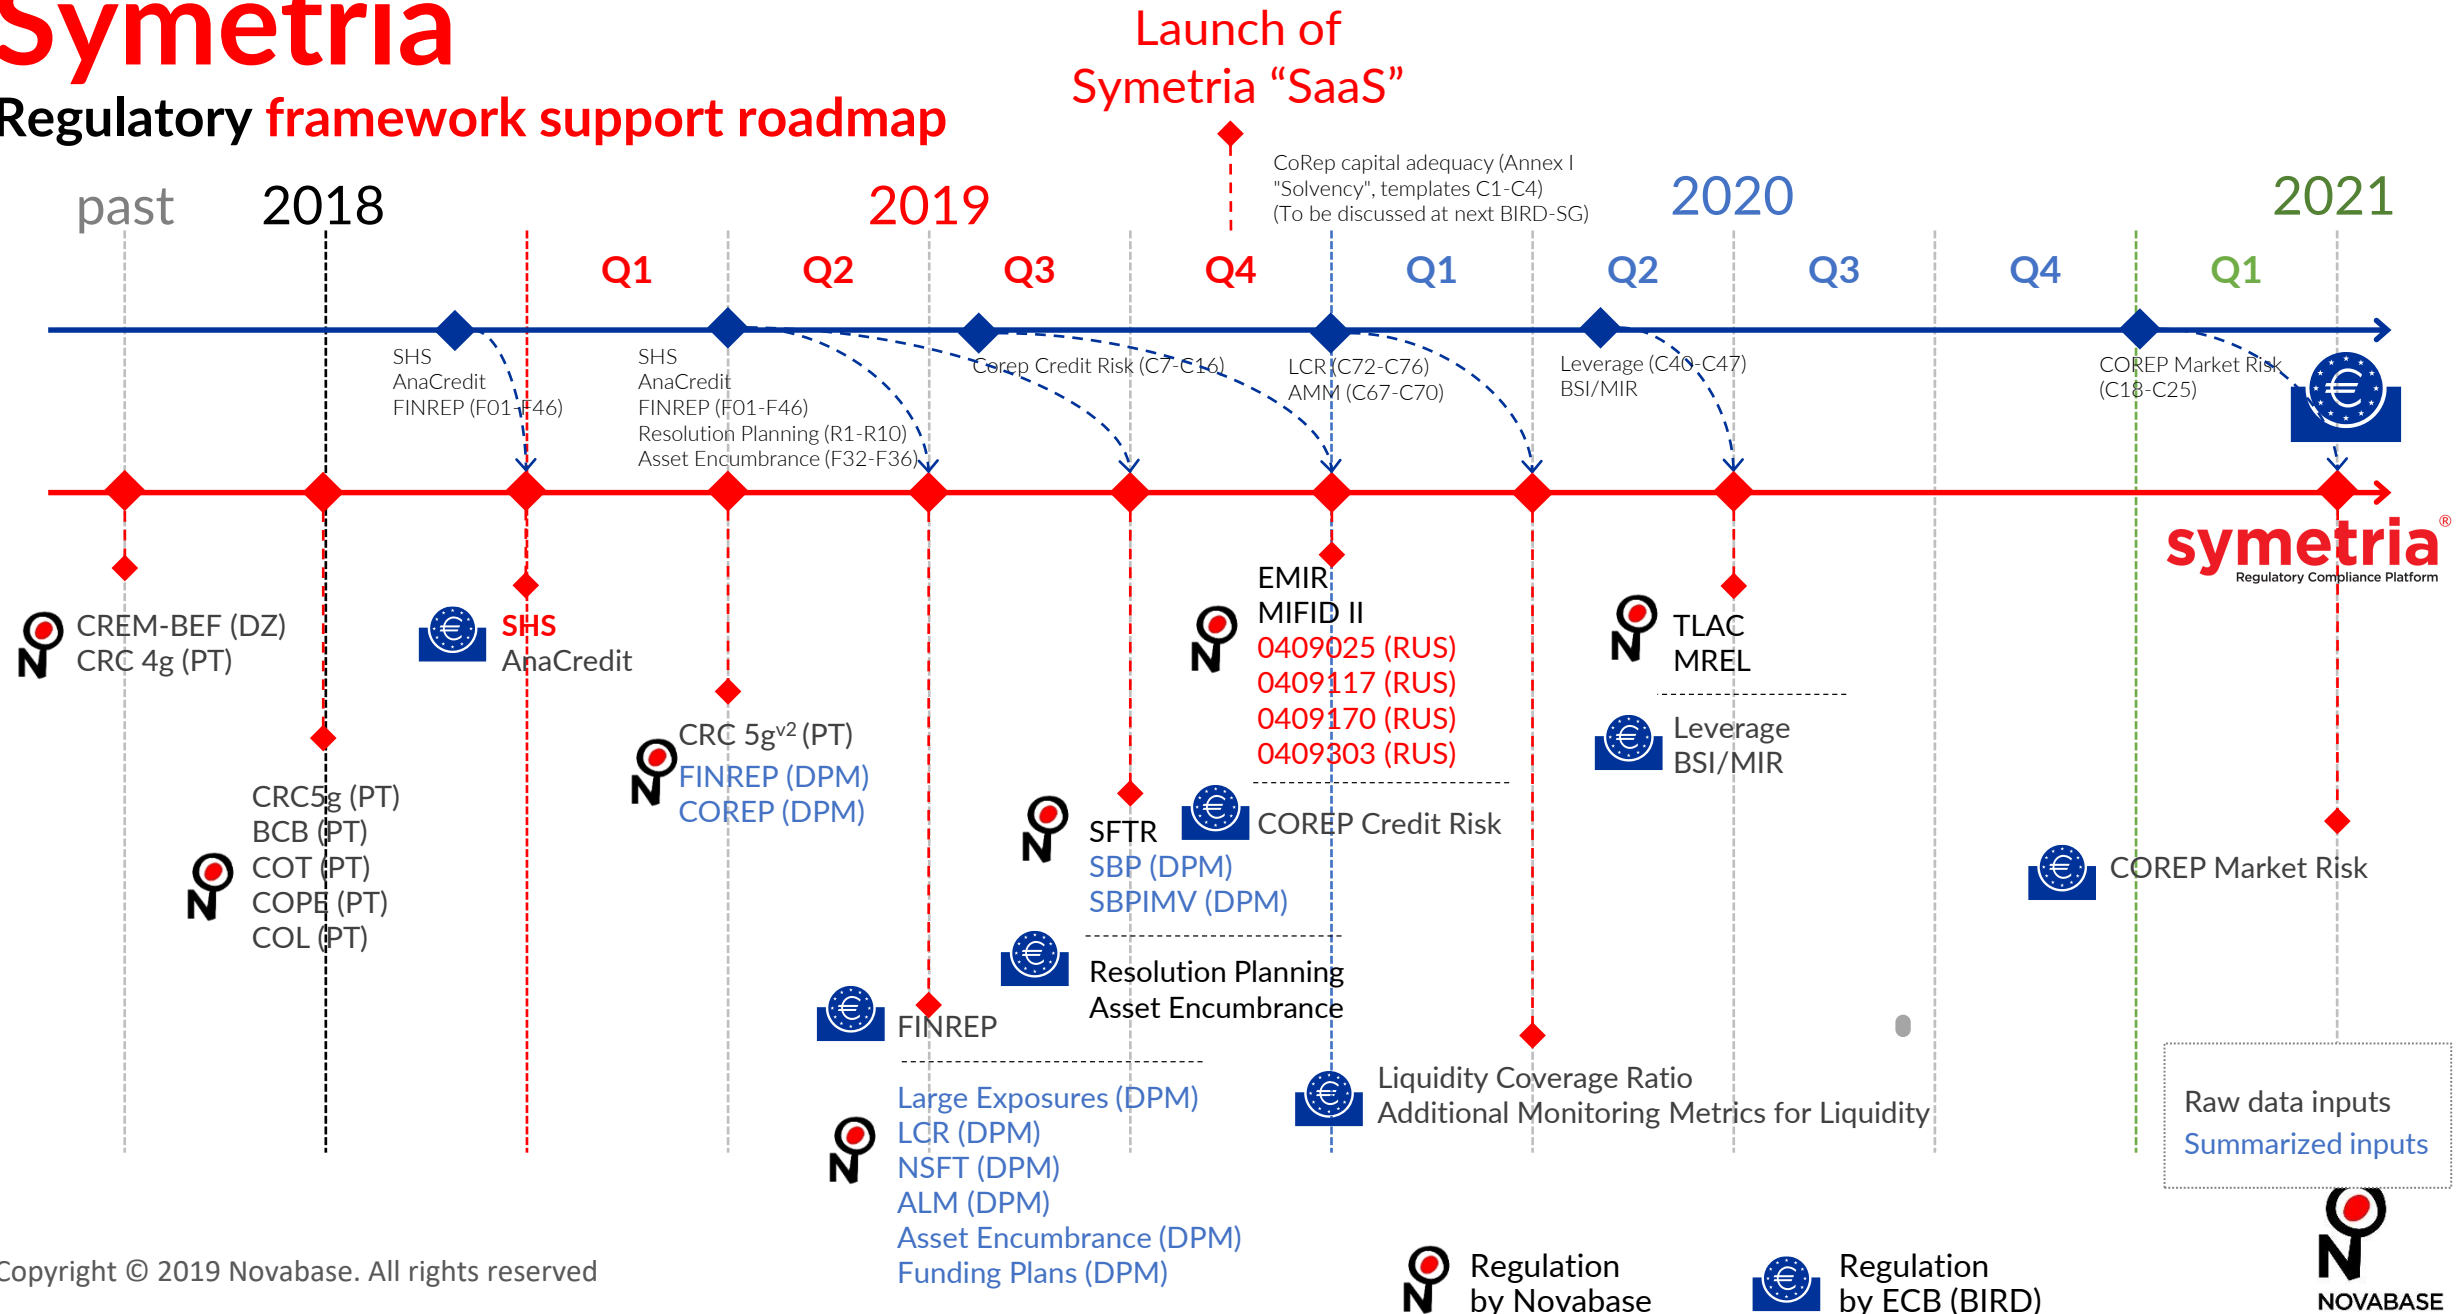 Symetria
Regulatory framework support roadmap
Launch of
Symetria “SaaS”
CoRep capital adequacy (Annex I
"Solvency", templates C1-C4)
(To be discussed at next BIRD-SG)
past
2018
2019
2020
2021
Q1
Q2
Q3
Q4
Q1
Q2
Q3
Q4
Q1
SHS
AnaCredit
FINREP (F01-F46)
SHS
AnaCredit
FINREP (F01-F46)
Resolution Planning (R1-R10)
Asset Encumbrance (F32-F36)
Corep Credit Risk (C7-C16)
LCR (C72-C76)
AMM (C67-C70)
Leverage (C40-C47)
BSI/MIR
COREP Market Risk
(C18-C25)
symetria®
Regulatory Compliance Platform
CREM-BEF (DZ)
CRC 4g (PT)
CRC5g (PT)
BCB (PT)
COT (PT)
COPE (PT)
COL (PT)
SHS
AnaCredit
CRC 5gv2 (PT)
FINREP (DPM)
COREP (DPM)
FINREP
Large Exposures (DPM)
LCR (DPM)
NSFT (DPM)
ALM (DPM)
Asset Encumbrance (DPM)
Funding Plans (DPM)
SFTR
SBP (DPM)
SBPIMV (DPM)
Resolution Planning
Asset Encumbrance
EMIR
MIFID II
0409025 (RUS)
0409117 (RUS)
0409170 (RUS)
0409303 (RUS)
COREP Credit Risk
Liquidity Coverage Ratio
Additional Monitoring Metrics for Liquidity
TLAC
MREL
Leverage
BSI/MIR
COREP Market Risk
Raw data inputs
Summarized inputs
Copyright © 2019 Novabase. All rights reserved
Regulation
by Novabase
Regulation
by ECB (BIRD)
NOVABASE